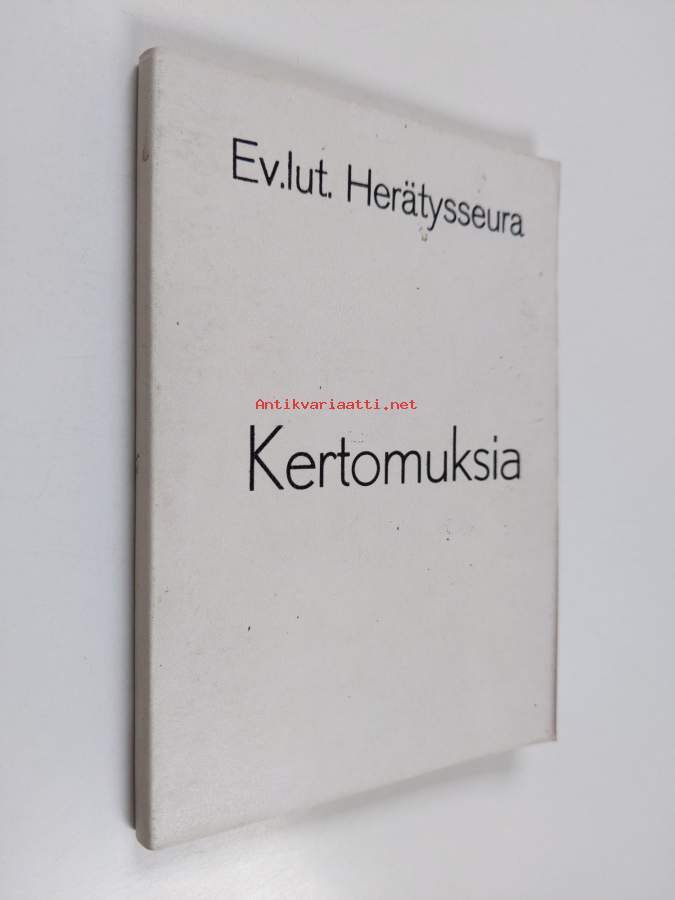 Ev.lut. Herätysseura
Antikvariaatti.net
Kertomuksia